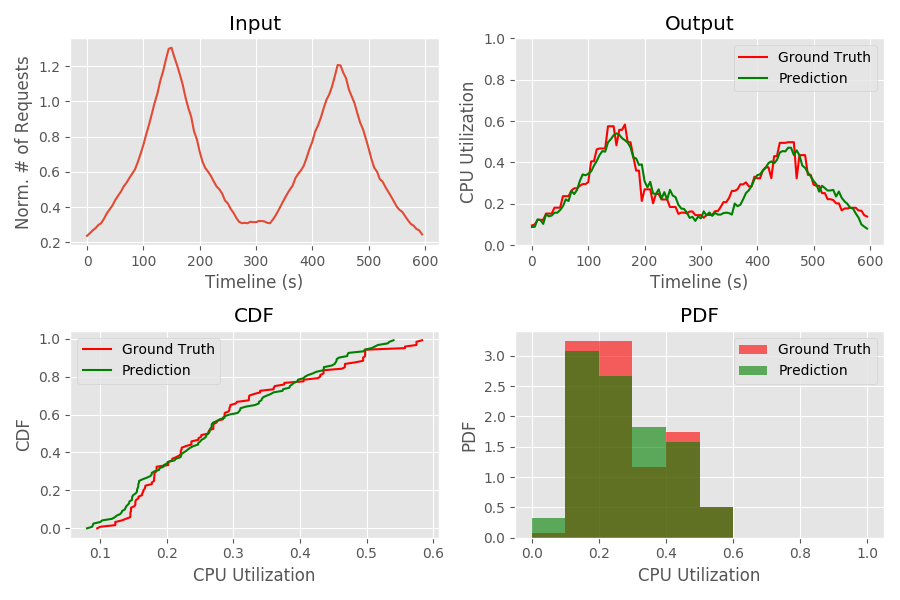 Input
Norm. # of Requests
1.2
1.0
0.8
0.6
0.4
0.2
0 100 200 300 400 500 600
Timeline (s)
Output
CPU Utilization
1.0
0.8
0.6
0.4
0.2
0.0
Ground Truth
Prediction
0 100 200 300 400 500 600
Timeline (s)
CDF
CDF
1.0
0.8
0.6
0.4
0.2
0.0
Ground Truth
Prediction
0.1 0.2 0.3 0.4 0.5 0.6
CPU Utilization
PDF
PDF
3.0
2.5
2.0
1.5
1.0
0.5
0.0
Ground Truth
Prediction
0.0 0.2 0.4 0.6 0.8 1.0
CPU Utilization